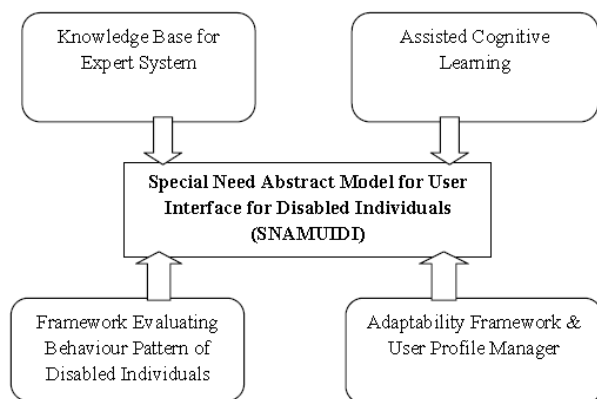 Knowledge Base for
Expert System
Assisted Cognitive
Learning
Special Need Abstract Model for User
Interface for Disabled Individuals
(SNAMUIDI)
Framework Evaluating
Behaviour Pattern of
Disabled Individuals
Adaptability Framework &
User Profile Manager